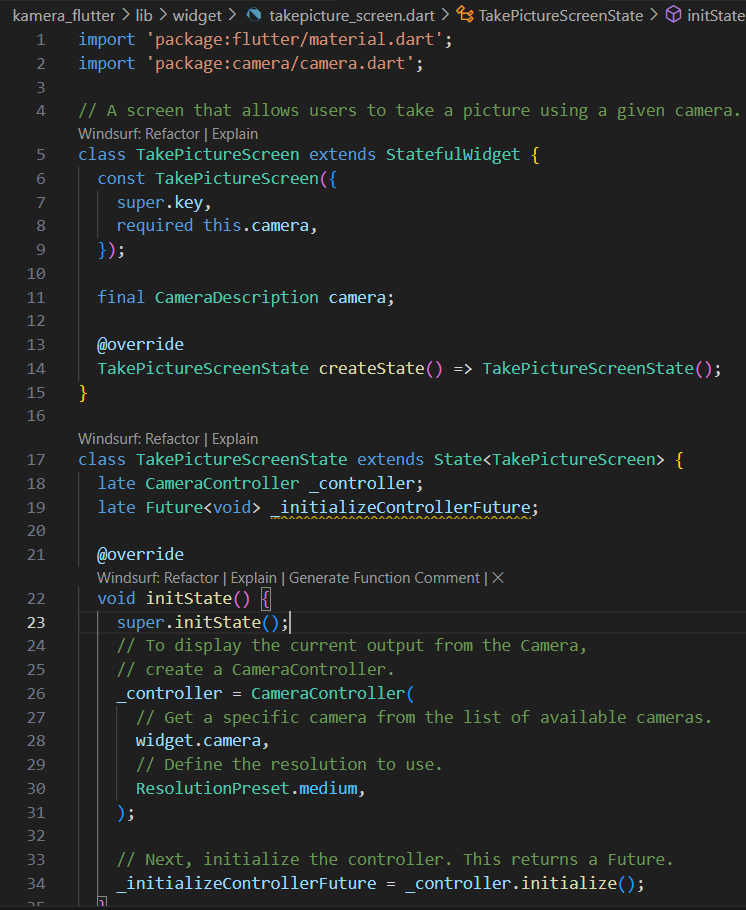 kamera_flutter > lib > widget > takepicture_screen.dart > TakePictureScreenState > initState
1 import 'package:flutter/material.dart';
2 import 'package:camera/camera.dart';
3
4 // A screen that allows users to take a picture using a given camera.
Windsurf: Refactor | Explain
5 class TakePictureScreen extends StatefulWidget {
6 const TakePictureScreen({
7 super.key,
8 required this.camera,
9 });
10
11 final CameraDescription camera;
12
13 @override
14 TakePictureScreenState createState() => TakePictureScreenState();
15 }
16
Windsurf: Refactor | Explain
17 class TakePictureScreenState extends State<TakePictureScreen> {
18 late CameraController _controller;
19 late Future<void> _initializeControllerFuture;
20
21 @override
Windsurf: Refactor | Explain | Generate Function Comment | ×
22 void initState() {
23 super.initState();
24 // To display the current output from the Camera,
25 // create a CameraController.
26 _controller = CameraController(
27 // Get a specific camera from the list of available cameras.
28 widget.camera,
29 // Define the resolution to use.
30 ResolutionPreset.medium,
31 );
32
33 // Next, initialize the controller. This returns a Future.
34 _initializeControllerFuture = _controller.initialize();
35 }